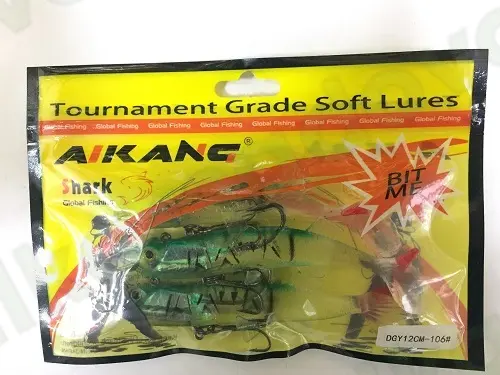 Tournament Grade Soft Lures
Global Fishing Global Fishing Global Fishing Global Fishing Global Fishing Global Fishing Global Fishing
AIKANG®
Shark
Global Fishing
BIT
ME
DGY12CM-106#